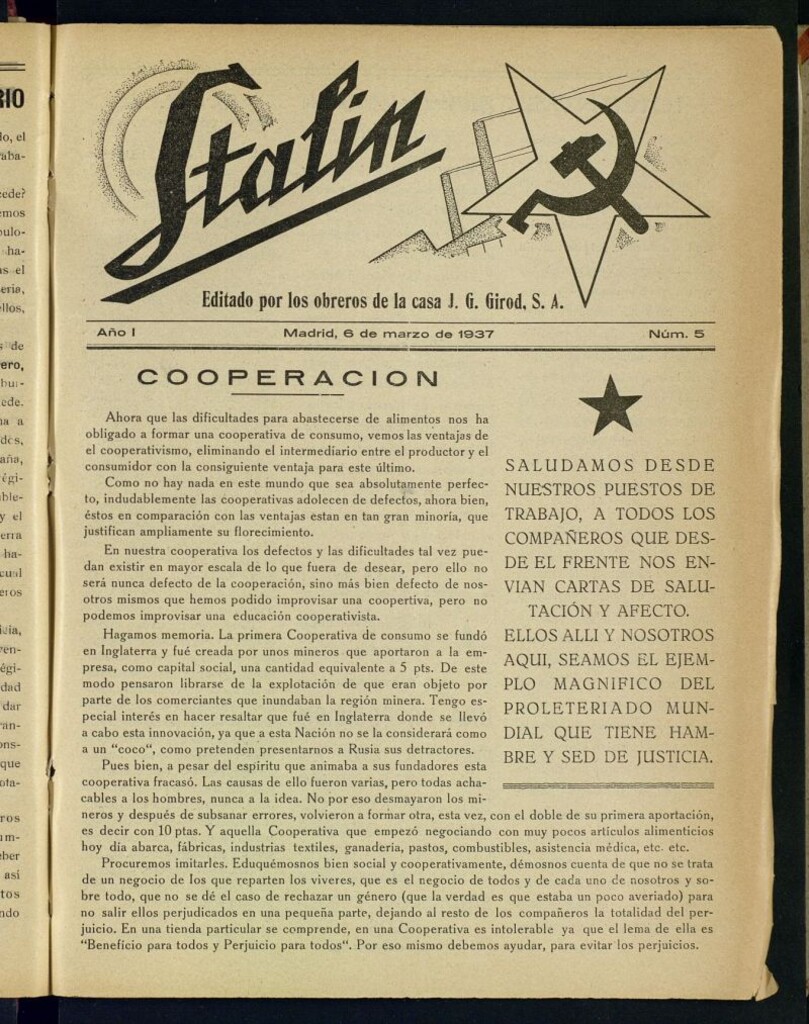 Stalin
Editado por los obreros de la casa J. G. Girod, S. A.
Año I Madrid, 6 de marzo de 1937 Núm. 5
COOPERACION
Ahora que las dificultades para abastecerse de alimentos nos ha
obligado a formar una cooperativa de consumo, vemos las ventajas de
el cooperativismo, eliminando el intermediario entre el productor y el
consumidor con la consiguiente ventaja para este último.
Como no hay nada en este mundo que sea absolutamente perfec-
to, indudablemente las cooperativas adolecen de defectos, ahora bien,
éstos en comparación con las ventajas estan en tan gran minoría, que
justifican ampliamente su florecimiento.
En nuestra cooperativa los defectos y las dificultades tal vez pue-
dan existir en mayor escala de lo que fuera de desear, pero ello no
será nunca defecto de la cooperación, sino más bien defecto de nos-
otros mismos que hemos podido improvisar una coopertiva, pero no
podemos improvisar una educación cooperativista.
Hagamos memoria. La primera Cooperativa de consumo se fundó
en Inglaterra y fué creada por unos mineros que aportaron a la em-
presa, como capital social, una cantidad equivalente a 5 pts. De este
modo pensaron librarse de la explotación de que eran objeto por
parte de los comerciantes que inundaban la región minera. Tengo es-
pecial interés en hacer resaltar que fué en Inglaterra donde se llevó
a cabo esta innovación, ya que a esta Nación no se la considerará como
a un "coco", como pretenden presentarnos a Rusia sus detractores.
Pues bien, a pesar del espíritu que animaba a sus fundadores esta
cooperativa fracasó. Las causas de ello fueron varias, pero todas acha-
cables a los hombres, nunca a la idea. No por eso desmayaron los mi-
neros y después de subsanar errores, volvieron a formar otra, esta vez, con el doble de su primera aportación,
es decir con 10 ptas. Y aquella Cooperativa que empezó negociando con muy pocos artículos alimenticios
hoy día abarca, fábricas, industrias textiles, ganadería, pastos, combustibles, asistencia médica, etc. etc.
Procuremos imitarles. Eduquémosnos bien social y cooperativamente, démosnos cuenta de que no se trata
de un negocio de los que reparten los viveres, que es el negocio de todos y de cada uno de nosotros y so-
bre todo, que no se dé el caso de rechazar un género (que la verdad es que estaba un poco averiado) para
no salir ellos perjudicados en una pequeña parte, dejando al resto de los compañeros la totalidad del per-
juicio. En una tienda particular se comprende, en una Cooperativa es intolerable ya que el lema de ella es
"Beneficio para todos y Perjuicio para todos". Por eso mismo debemos ayudar, para evitar los perjuicios.
SALUDAMOS DESDE
NUESTROS PUESTOS DE
TRABAJO, A TODOS LOS
COMPAÑEROS QUE DES-
DE EL FRENTE NOS EN-
VIAN CARTAS DE SALU-
TACIÓN Y AFECTO.
ELLOS ALLI Y NOSOTROS
AQUI, SEAMOS EL EJEM-
PLO MAGNIFICO DEL
PROLETERIADO MUN-
DIAL QUE TIENE HAM-
BRE Y SED DE JUSTICIA.